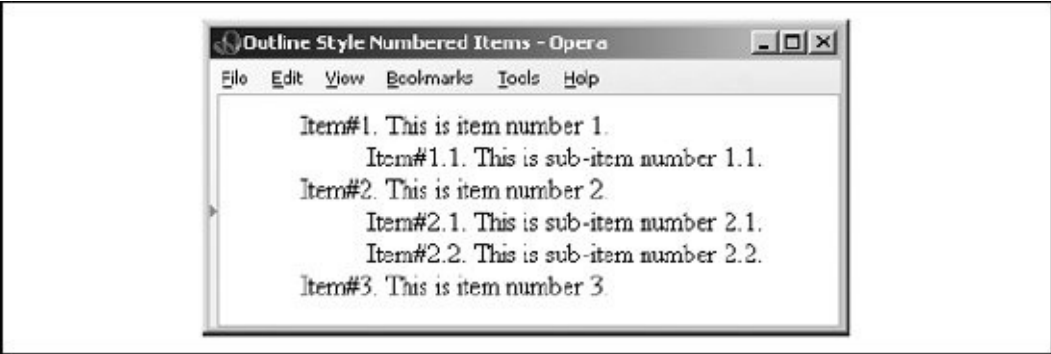 Outline Style Numbered Items - Opera
File Edit View Bookmarks Tools Help
Item#1. This is item number 1.
Item#1.1. This is sub-item number 1.1.
Item#2. This is item number 2.
Item#2.1. This is sub-item number 2.1.
Item#2.2. This is sub-item number 2.2.
Item#3. This is item number 3.